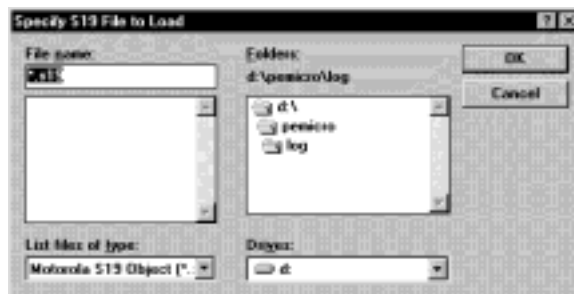 Specify S19 File to Load
File name:
*.s19
OK
Cancel
Folders:
d:\pemicro\log
d:\
pemicro
log
List files of type:
Motorola S19 Object (*.
Drives:
d: